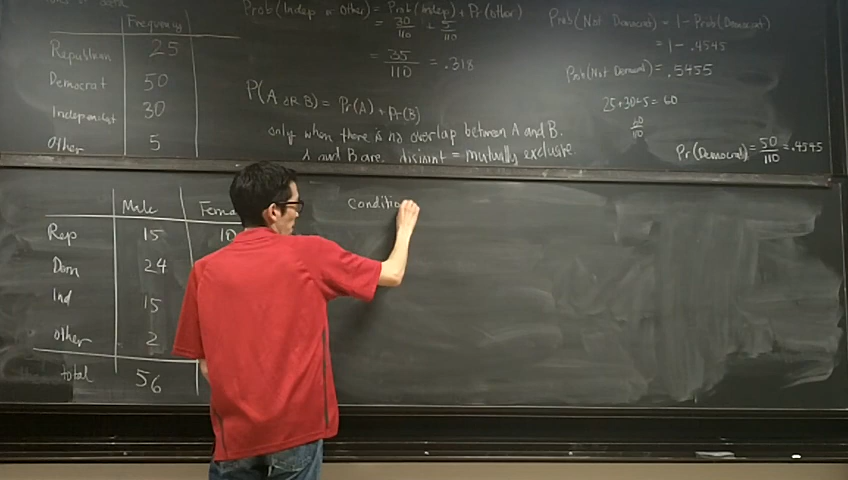 Frequency
Republican 25
Democrat 50
Independent 30
Other 5
Prob(Indep or Other) = Prob(Indep) + Pr(other)
= 30/110 + 5/110
= 35/110 = .318
P(A OR B) = Pr(A) + Pr(B)
only when there is no overlap between A and B.
A and B are disjoint = mutually exclusive.
Prob(Not Democrat) = 1 - Prob(Democrat)
= 1 - .4545
Prob(Not Democrat) = .5455
25+30+5 = 60
60/110
Pr(Democrat) = 50/110 = .4545
Male Fem
Rep 15 10
Dem 24
Ind 15
other 2
total 56
conditio